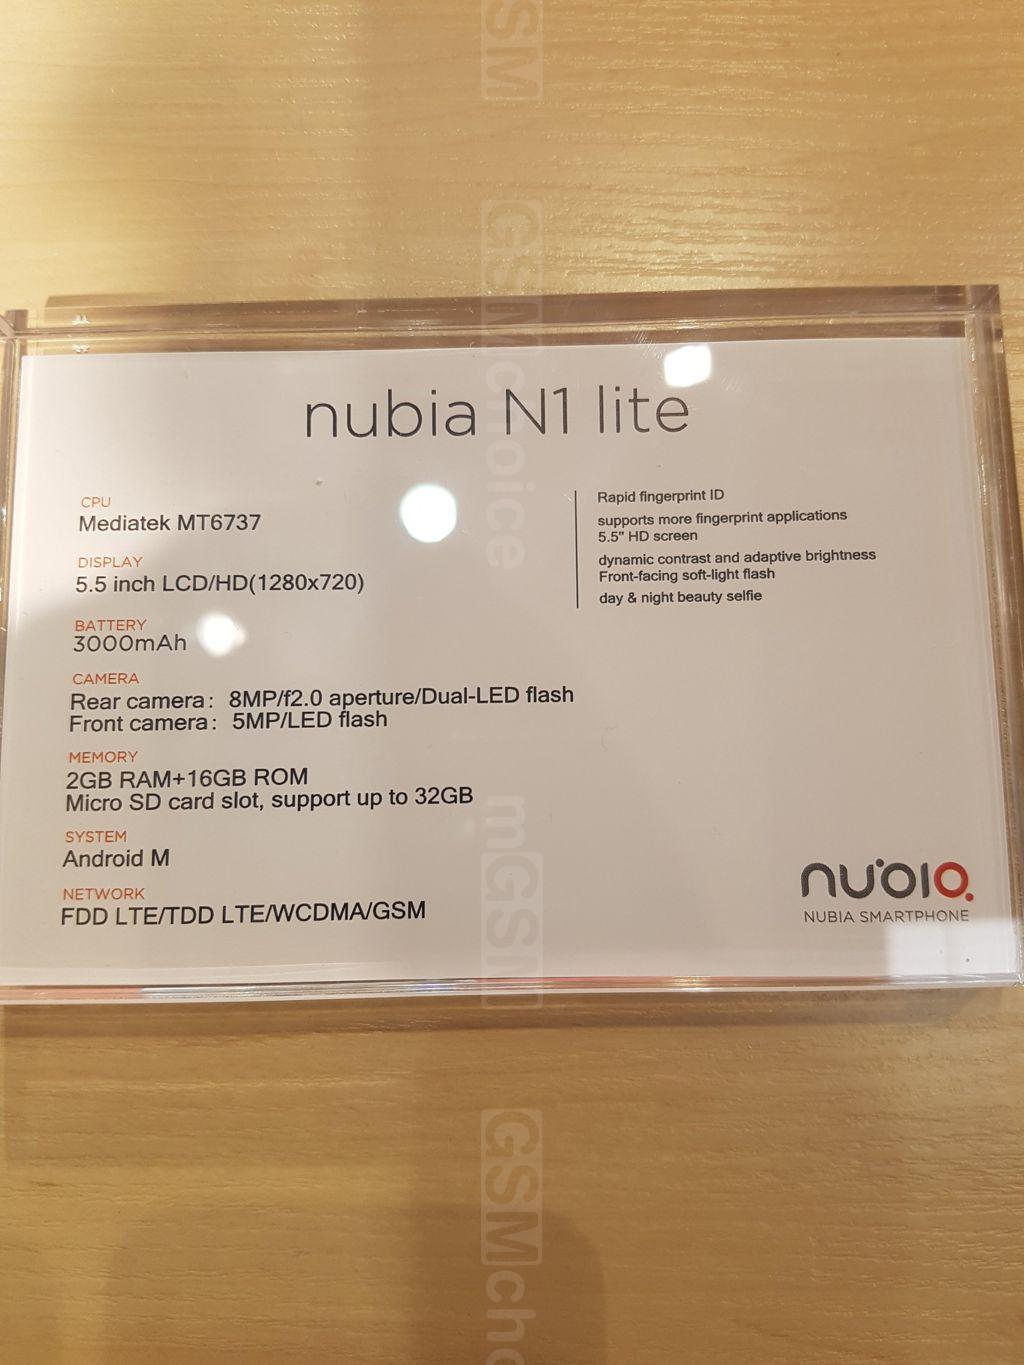 nubia N1 lite
CPU
Mediatek MT6737
DISPLAY
5.5 inch LCD/HD(1280x720)
BATTERY
3000mAh
CAMERA
Rear camera: 8MP/f2.0 aperture/Dual-LED flash
Front camera: 5MP/LED flash
MEMORY
2GB RAM+16GB ROM
Micro SD card slot, support up to 32GB
SYSTEM
Android M
NETWORK
FDD LTE/TDD LTE/WCDMA/GSM
Rapid fingerprint ID
supports more fingerprint applications
5.5" HD screen
dynamic contrast and adaptive brightness
Front-facing soft-light flash
day & night beauty selfie
nubia
NUBIA SMARTPHONE
GSM
GSMchoice
mGSM
GSMcho